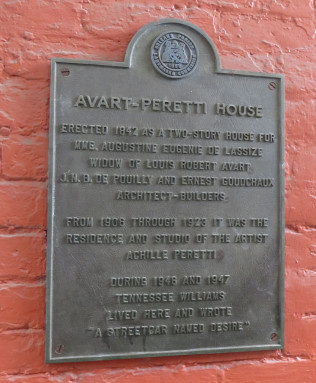 AVART-PERETTI HOUSE
ERECTED 1842 AS A TWO-STORY HOUSE FOR
MME. AUGUSTINE EUGENIE DE LASSIZE
WIDOW OF LOUIS ROBERT AVART.
J.N.B. DE POUILLY AND ERNEST GOUDCHAUX
ARCHITECT-BUILDERS.
FROM 1906 THROUGH 1923 IT WAS THE
RESIDENCE AND STUDIO OF THE ARTIST
ACHILLE PERETTI.
DURING 1946 AND 1947
TENNESSEE WILLIAMS
LIVED HERE AND WROTE
"A STREETCAR NAMED DESIRE"